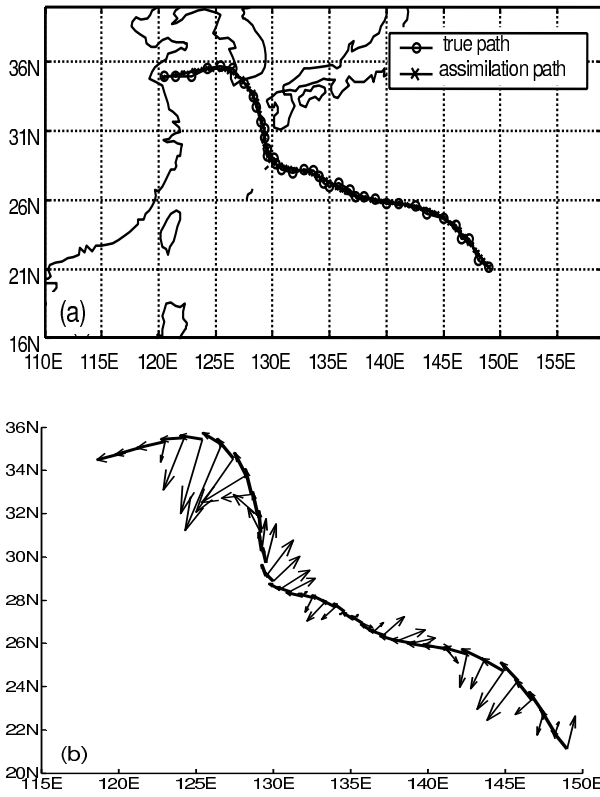 36N
31N
26N
21N
16N
true path
assimilation path
(a)
110E 115E 120E 125E 130E 135E 140E 145E 150E 155E
36N
34N
32N
30N
28N
26N
24N
22N
20N
(b)
115E 120E 125E 130E 135E 140E 145E 150E